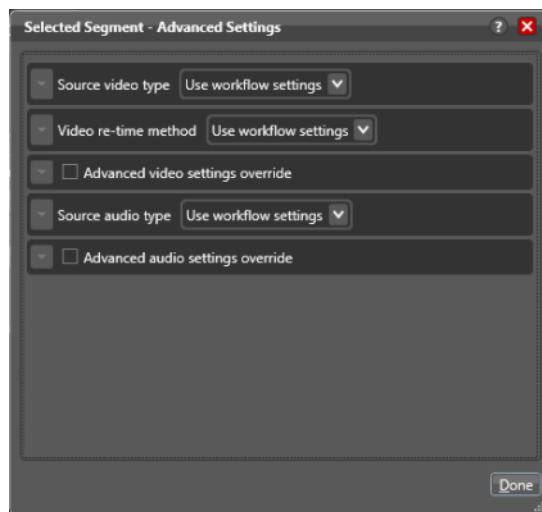 Selected Segment - Advanced Settings ?
Source video type Use workflow settings
Video re-time method Use workflow settings
Advanced video settings override
Source audio type Use workflow settings
Advanced audio settings override
Done